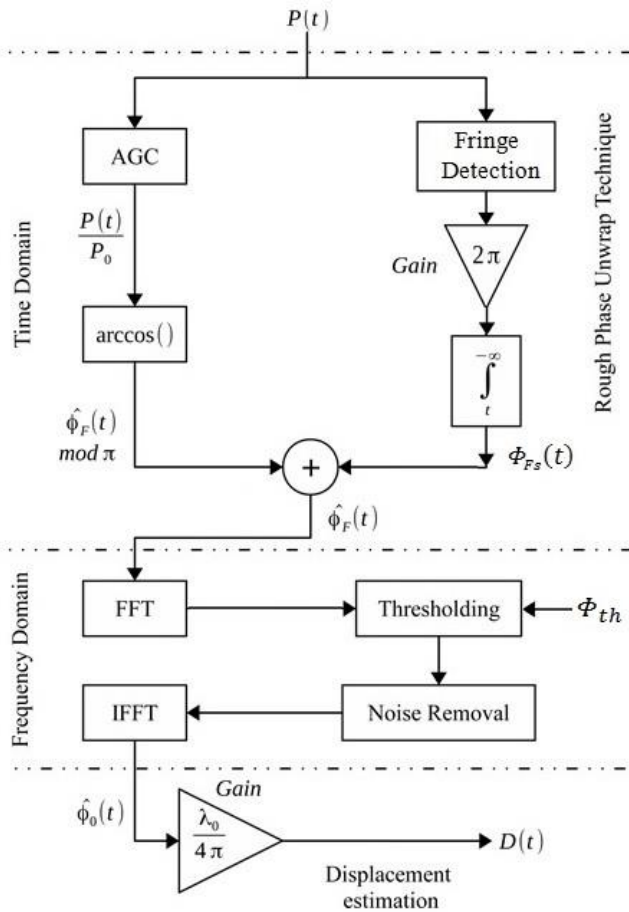 P(t)
AGC
Fringe
Detection
P(t)
P₀
Gain
2π
arccos()
∫
−∞
t
ϕ̂_F(t)
mod π
Φ_Fs(t)
+
ϕ̂_F(t)
Time Domain
Rough Phase Unwrap Technique
FFT
Thresholding
Φ_th
IFFT
Noise Removal
Frequency Domain
Gain
ϕ̂₀(t)
λ₀
4π
D(t)
Displacement
estimation